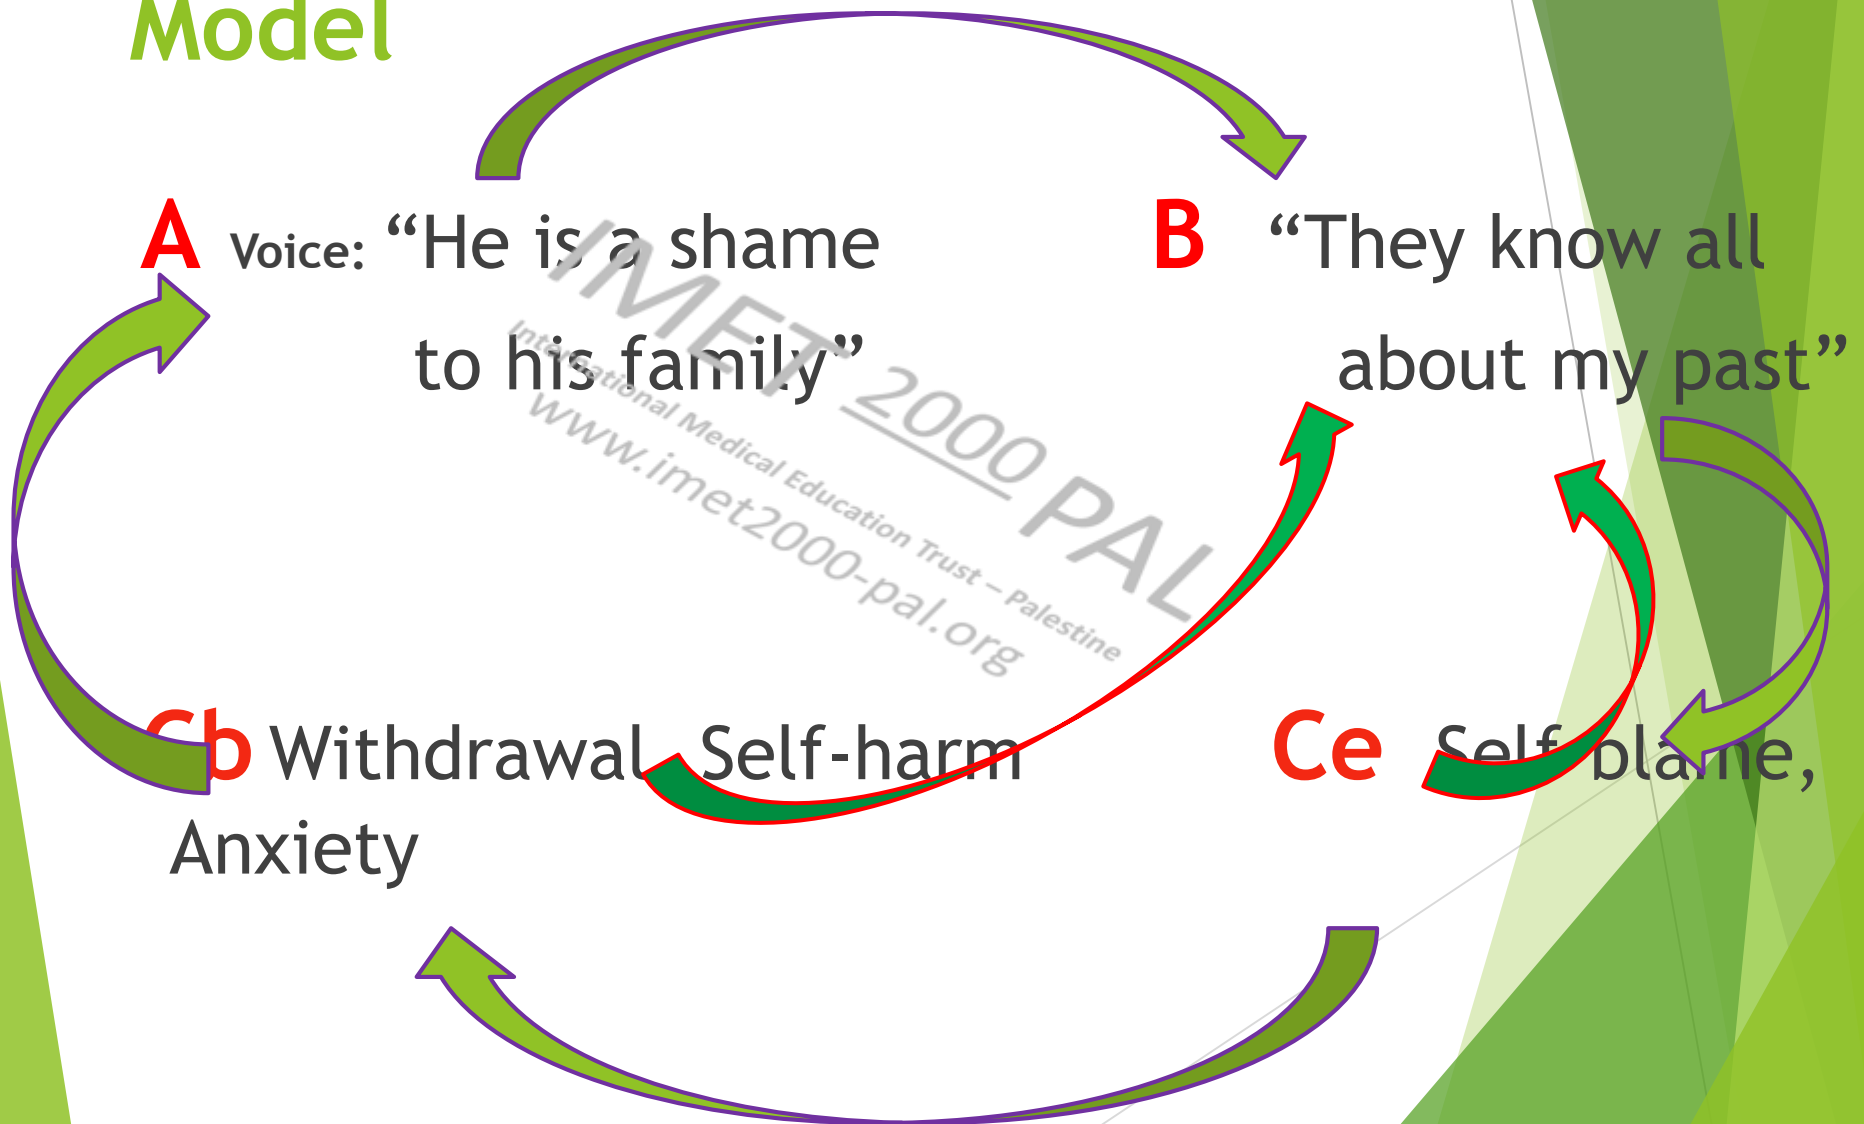 Model
A Voice: “He is a shame
to his family”
B “They know all
about my past”
IMET 2000 PAL
International Medical Education Trust – Palestine
www.imet2000-pal.org
Cb Withdrawal, Self-harm
Anxiety
Ce Self blame,